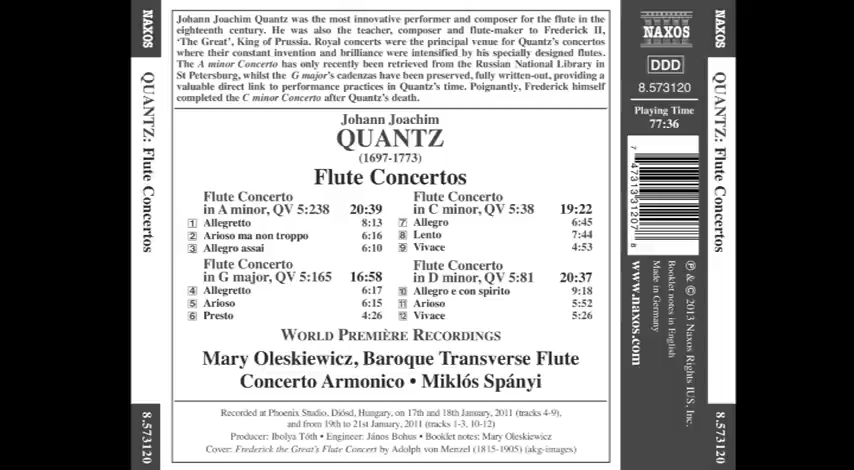 NAXOS
QUANTZ: Flute Concertos
8.573120
Johann Joachim Quantz was the most innovative performer and composer for the flute in the
eighteenth century. He was also the teacher, composer and flute-maker to Frederick II,
‘The Great’, King of Prussia. Royal concerts were the principal venue for Quantz’s concertos
where their constant invention and brilliance were intensified by his specially designed flutes.
The A minor Concerto has only recently been retrieved from the Russian National Library in
St Petersburg, whilst the G major’s cadenzas have been preserved, fully written-out, providing a
valuable direct link to performance practices in Quantz’s time. Poignantly, Frederick himself
completed the C minor Concerto after Quantz’s death.
Johann Joachim
QUANTZ
(1697-1773)
Flute Concertos
Flute Concerto
in A minor, QV 5:238 20:39
1 Allegretto 8:13
2 Arioso ma non troppo 6:16
3 Allegro assai 6:10
Flute Concerto
in G major, QV 5:165 16:58
4 Allegretto 6:17
5 Arioso 6:15
6 Presto 4:26
Flute Concerto
in C minor, QV 5:38 19:22
7 Allegro 6:45
8 Lento 7:44
9 Vivace 4:53
Flute Concerto
in D minor, QV 5:81 20:37
10 Allegro e con spirito 9:18
11 Arioso 5:52
12 Vivace 5:26
WORLD PREMIÈRE RECORDINGS
Mary Oleskiewicz, Baroque Transverse Flute
Concerto Armonico • Miklós Spányi
Recorded at Phoenix Studio, Diósd, Hungary, on 17th and 18th January, 2011 (tracks 4-9),
and from 19th to 21st January, 2011 (tracks 1-3, 10-12)
Producer: Ibolya Tóth • Engineer: János Bohus • Booklet notes: Mary Oleskiewicz
Cover: Frederick the Great's Flute Concert by Adolph von Menzel (1815-1905) (akg-images)
NAXOS
DDD
8.573120
Playing Time
77:36
7 47313 31207 8
℗ & © 2013 Naxos Rights US, Inc.
Booklet notes in English
Made in Germany
www.naxos.com
NAXOS
QUANTZ: Flute Concertos
8.573120